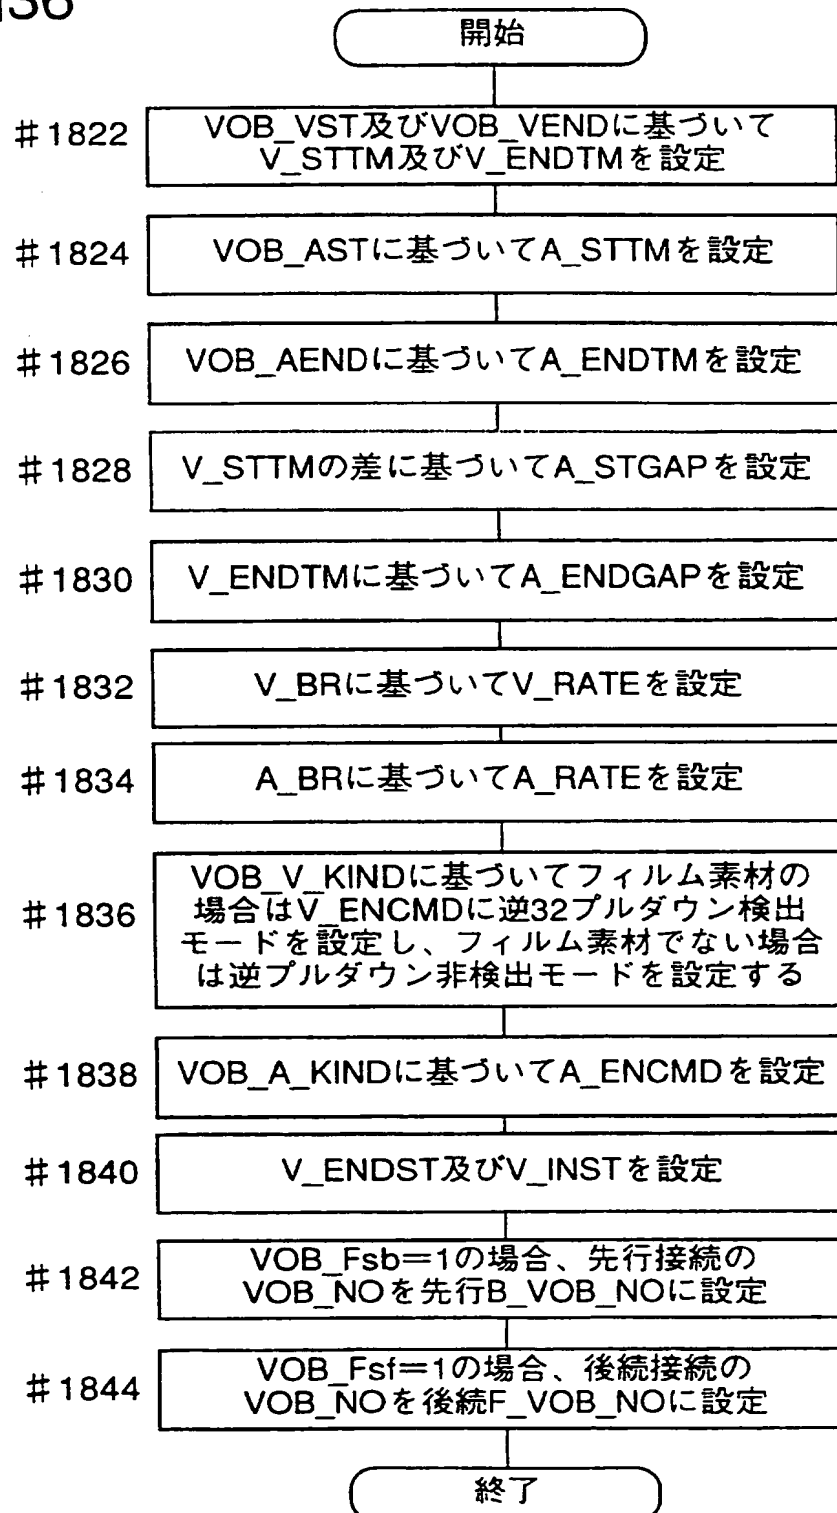 開始
#1822
VOB_VST及びVOB_VENDに基づいて
V_STTM及びV_ENDTMを設定
#1824
VOB_ASTに基づいてA_STTMを設定
#1826
VOB_AENDに基づいてA_ENDTMを設定
#1828
V_STTMの差に基づいてA_STGAPを設定
#1830
V_ENDTMに基づいてA_ENDGAPを設定
#1832
V_BRに基づいてV_RATEを設定
#1834
A_BRに基づいてA_RATEを設定
#1836
VOB_V_KINDに基づいてフィルム素材の
場合はV_ENCMDに逆32プルダウン検出
モードを設定し、フィルム素材でない場合
は逆プルダウン非検出モードを設定する
#1838
VOB_A_KINDに基づいてA_ENCMDを設定
#1840
V_ENDST及びV_INSTを設定
#1842
VOB_Fsb=1の場合、先行接続の
VOB_NOを先行B_VOB_NOに設定
#1844
VOB_Fsf=1の場合、後続接続の
VOB_NOを後続F_VOB_NOに設定
終了